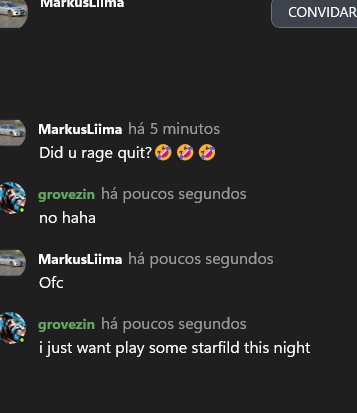 MarkusLiima
CONVIDAR
MarkusLiima há 5 minutos
Did u rage quit?🤣 🤣 🤣
grovezin há poucos segundos
no haha
MarkusLiima há poucos segundos
Ofc
grovezin há poucos segundos
i just want play some starfild this night